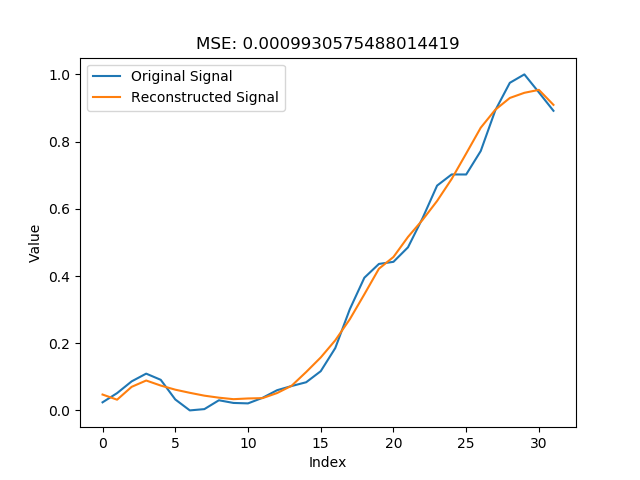 MSE: 0.0009930575488014419
Original Signal
Reconstructed Signal
1.0
0.8
0.6
0.4
0.2
0.0
Value
0 5 10 15 20 25 30
Index